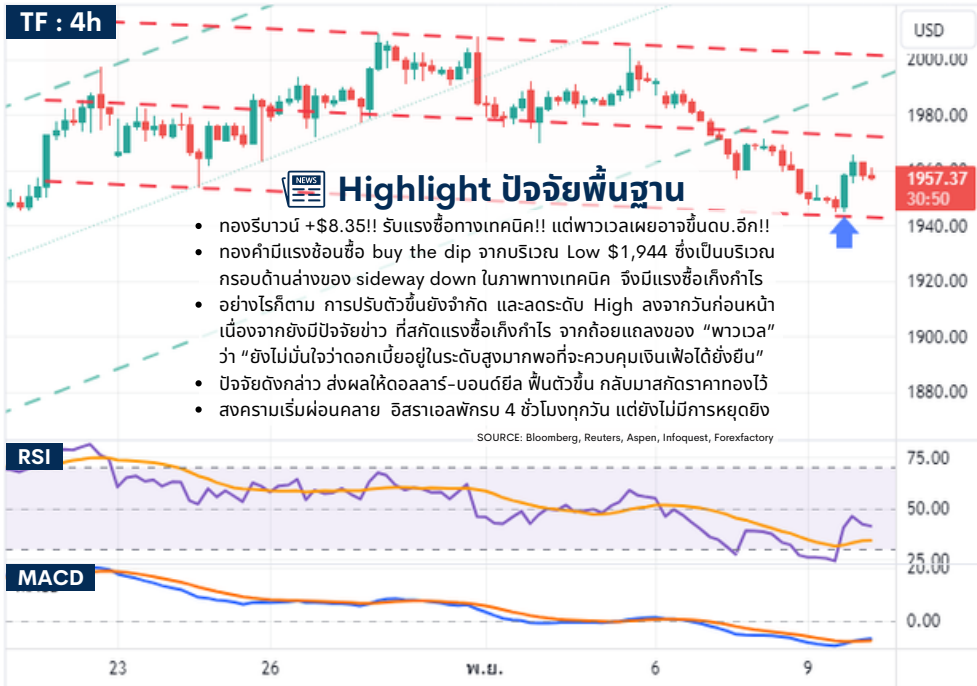 TF : 4h
USD
2000.00
1980.00
1957.37
30:50
1940.00
1920.00
1900.00
1880.00
NEWS
Highlight ปัจจัยพื้นฐาน
• ทองรีบาวน์ +$8.35!! รับแรงซื้อทางเทคนิค!! แต่พาวเวลเผยอาจขึ้นดบ.อีก!!
• ทองคำมีแรงช้อนซื้อ buy the dip จากบริเวณ Low $1,944 ซึ่งเป็นบริเวณ
กรอบด้านล่างของ sideway down ในภาพทางเทคนิค จึงมีแรงซื้อเก็งกำไร
• อย่างไรก็ตาม การปรับตัวขึ้นยังจำกัด และลดระดับ High ลงจากวันก่อนหน้า
เนื่องจากยังมีปัจจัยข่าว ที่สกัดแรงซื้อเก็งกำไร จากถ้อยแถลงของ “พาวเวล”
ว่า “ยังไม่มั่นใจว่าดอกเบี้ยอยู่ในระดับสูงมากพอที่จะควบคุมเงินเฟ้อได้ยั่งยืน”
• ปัจจัยดังกล่าว ส่งผลให้ดอลลาร์-บอนด์ยีล ฟื้นตัวขึ้น กลับมาสกัดราคาทองไว้
• สงครามเริ่มผ่อนคลาย อิสราเอลพักรบ 4 ชั่วโมงทุกวัน แต่ยังไม่มีการหยุดยิง
SOURCE: Bloomberg, Reuters, Aspen, Infoquest, Forexfactory
RSI
75.00
50.00
25.00
MACD
20.00
0.00
23 26 พ.ย. 6 9